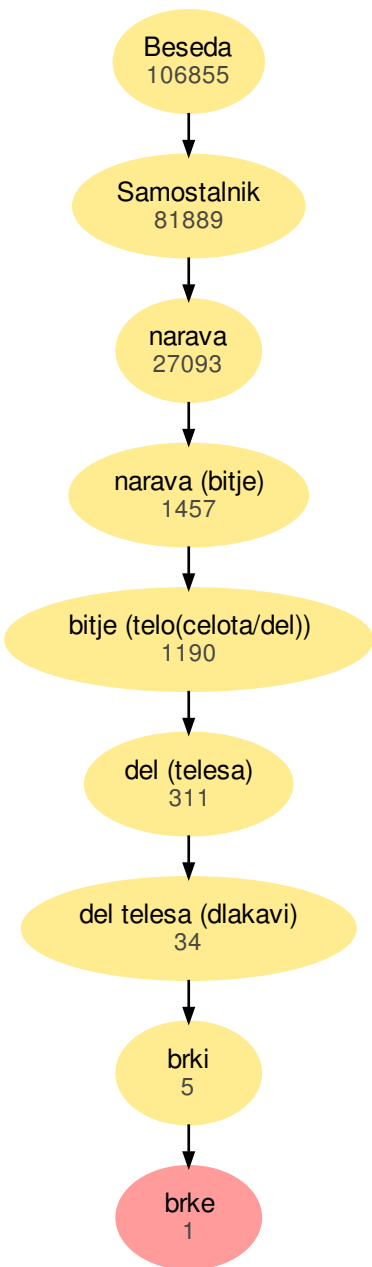 Beseda
106855
Samostalnik
81889
narava
27093
narava (bitje)
1457
bitje (telo(celota/del))
1190
del (telesa)
311
del telesa (dlakavi)
34
brki
5
brke
1